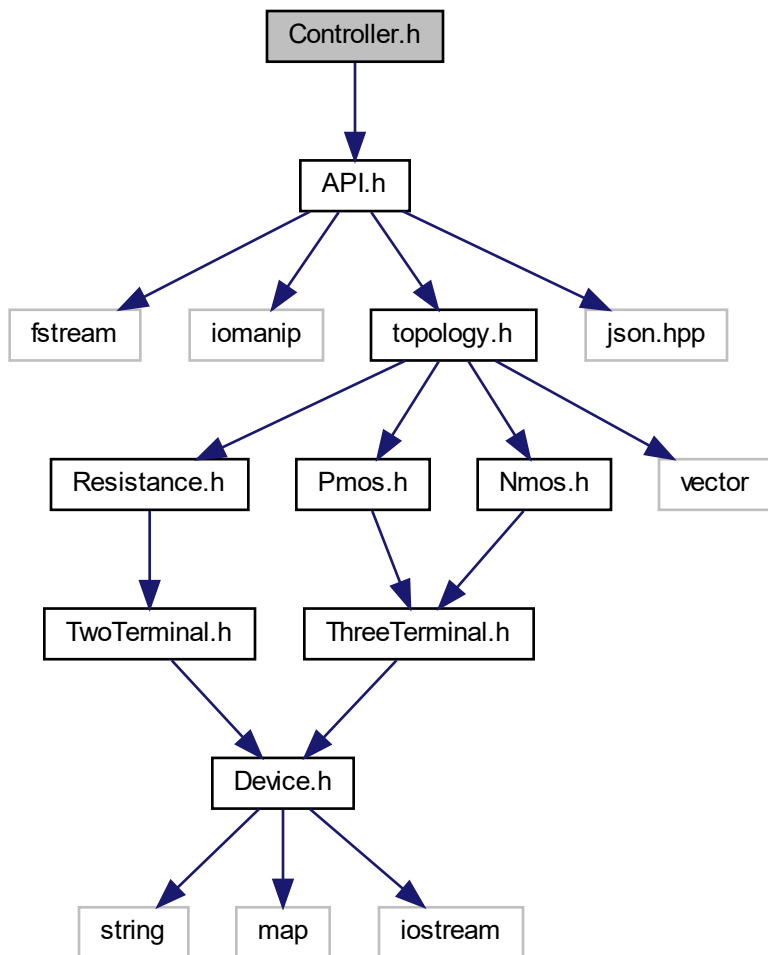 Controller.h
API.h
fstream
iomanip
topology.h
json.hpp
Resistance.h
Pmos.h
Nmos.h
vector
TwoTerminal.h
ThreeTerminal.h
Device.h
string
map
iostream